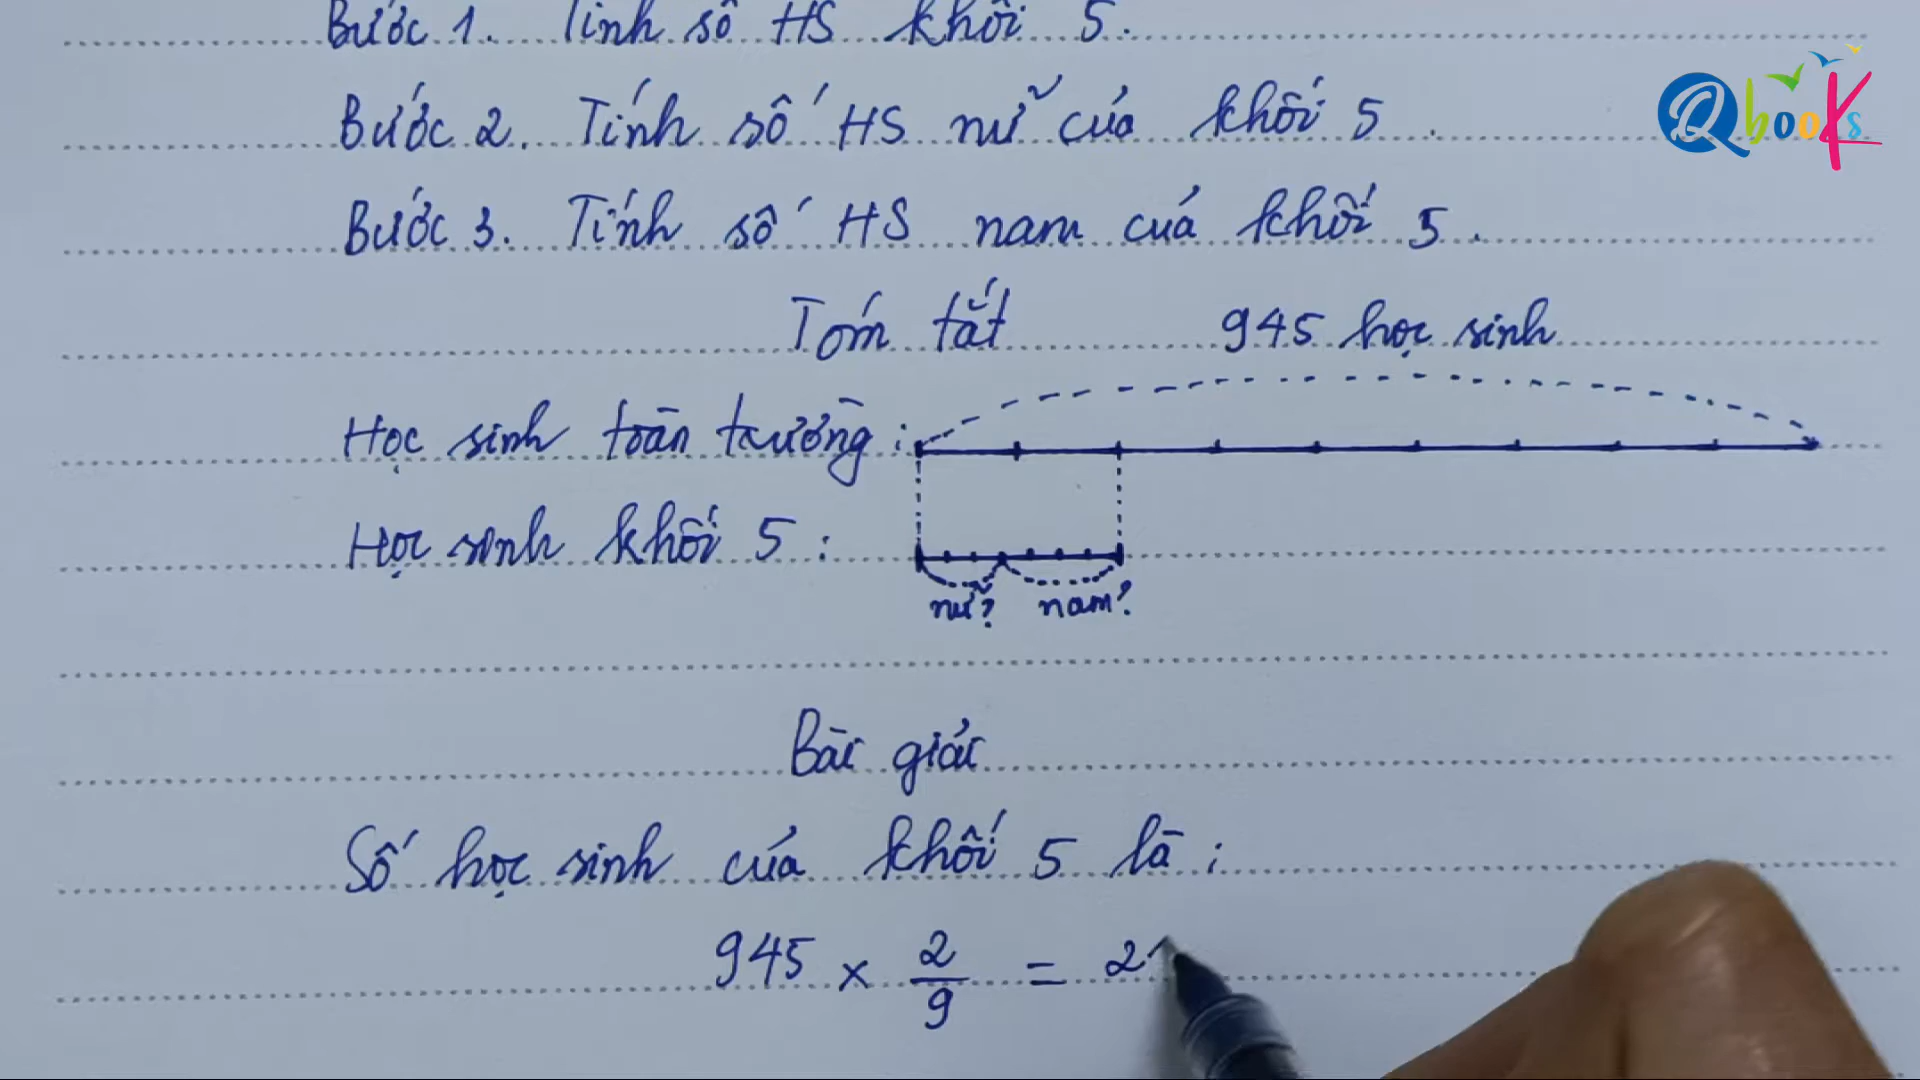 Bước 1. Tính số HS khối 5.
Bước 2. Tính số HS nữ của khối 5.
Bước 3. Tính số HS nam của khối 5.
Tóm tắt
945 học sinh
Học sinh toàn trường:
Học sinh khối 5:
nữ? nam?
Bài giải
Số học sinh của khối 5 là:
945 × 2/9 = 21
Qbooks